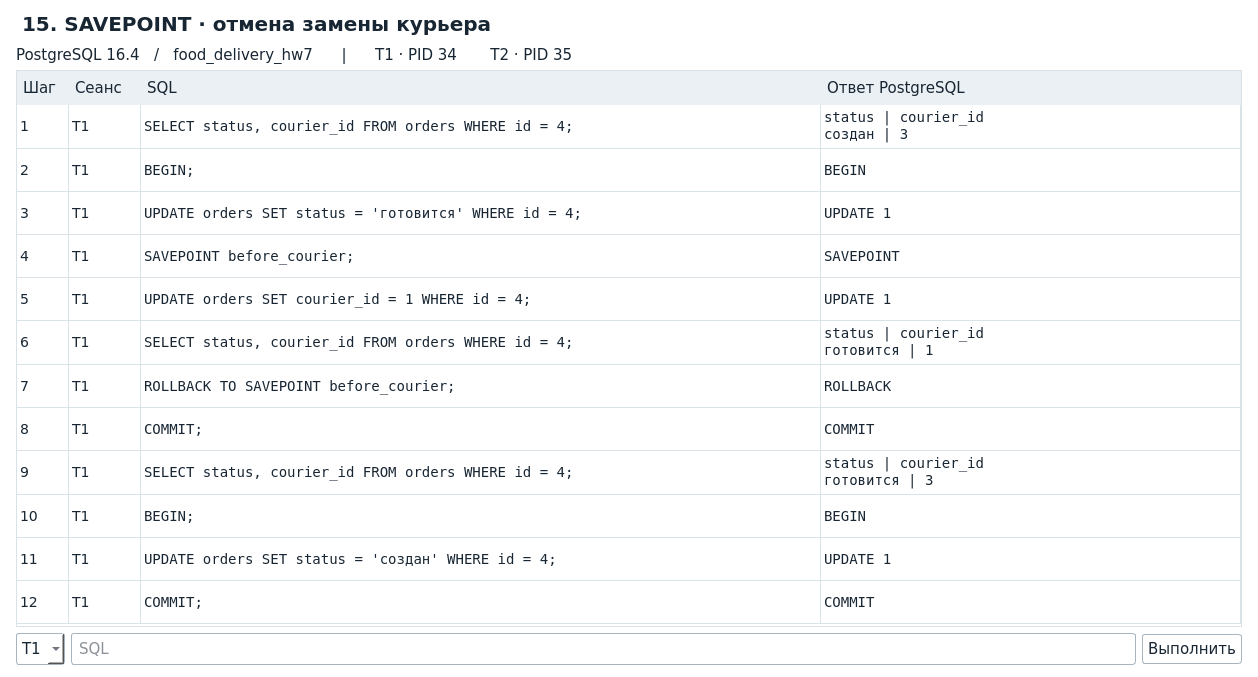 15. SAVEPOINT · отмена замены курьера
PostgreSQL 16.4 / food_delivery_hw7 | T1 · PID 34 T2 · PID 35
Шаг Сеанс SQL Ответ PostgreSQL
1 T1 SELECT status, courier_id FROM orders WHERE id = 4; status | courier_id
создан | 3
2 T1 BEGIN; BEGIN
3 T1 UPDATE orders SET status = 'готовится' WHERE id = 4; UPDATE 1
4 T1 SAVEPOINT before_courier; SAVEPOINT
5 T1 UPDATE orders SET courier_id = 1 WHERE id = 4; UPDATE 1
6 T1 SELECT status, courier_id FROM orders WHERE id = 4; status | courier_id
готовится | 1
7 T1 ROLLBACK TO SAVEPOINT before_courier; ROLLBACK
8 T1 COMMIT; COMMIT
9 T1 SELECT status, courier_id FROM orders WHERE id = 4; status | courier_id
готовится | 3
10 T1 BEGIN; BEGIN
11 T1 UPDATE orders SET status = 'создан' WHERE id = 4; UPDATE 1
12 T1 COMMIT; COMMIT
T1 SQL Выполнить